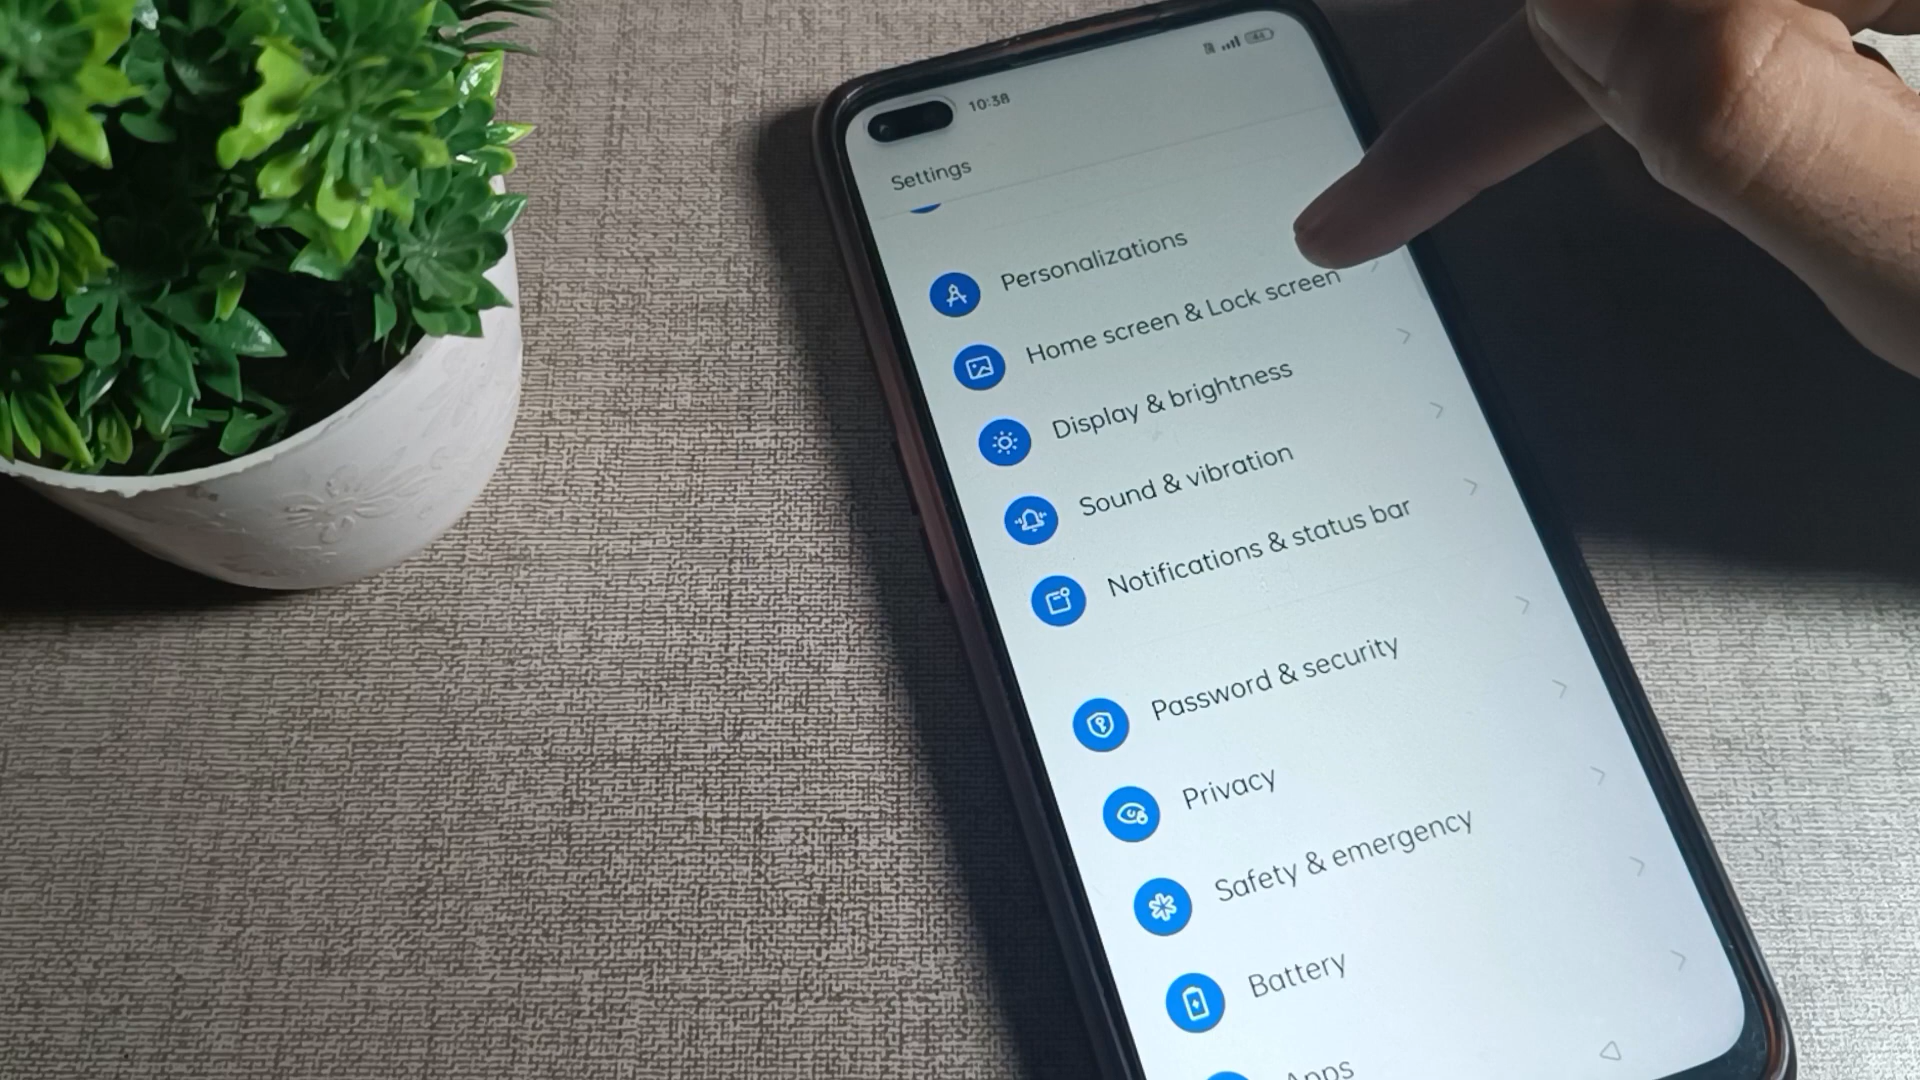 10:38
Settings
Personalizations
Home screen & Lock screen
Display & brightness
Sound & vibration
Notifications & status bar
Password & security
Privacy
Safety & emergency
Battery
Apps